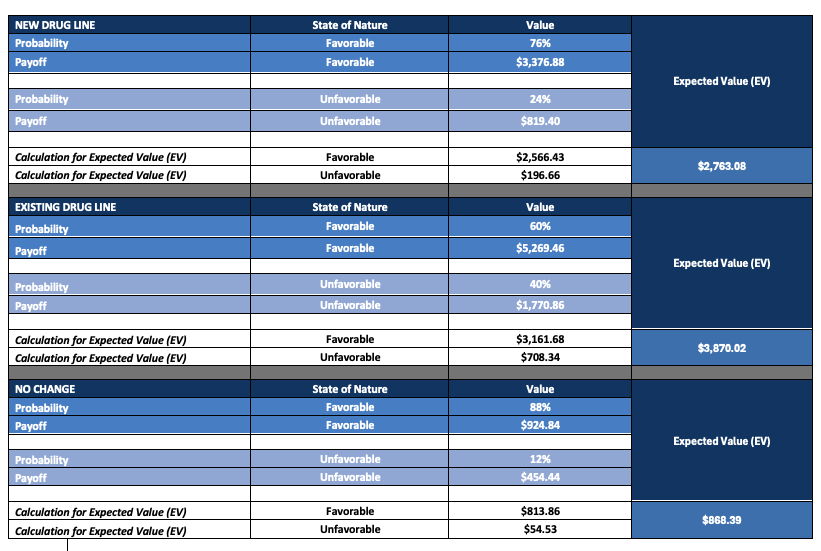 NEW DRUG LINE State of Nature Value
Probability Favorable 76%
Payoff Favorable $3,376.88
Expected Value (EV)
Probability Unfavorable 24%
Payoff Unfavorable $819.40
Calculation for Expected Value (EV) Favorable $2,566.43
$2,763.08
Calculation for Expected Value (EV) Unfavorable $196.66
EXISTING DRUG LINE State of Nature Value
Probability Favorable 60%
Payoff Favorable $5,269.46
Expected Value (EV)
Probability Unfavorable 40%
Payoff Unfavorable $1,770.86
Calculation for Expected Value (EV) Favorable $3,161.68
$3,870.02
Calculation for Expected Value (EV) Unfavorable $708.34
NO CHANGE State of Nature Value
Probability Favorable 88%
Payoff Favorable $924.84
Expected Value (EV)
Probability Unfavorable 12%
Payoff Unfavorable $454.44
Calculation for Expected Value (EV) Favorable $813.86
$868.39
Calculation for Expected Value (EV) Unfavorable $54.53